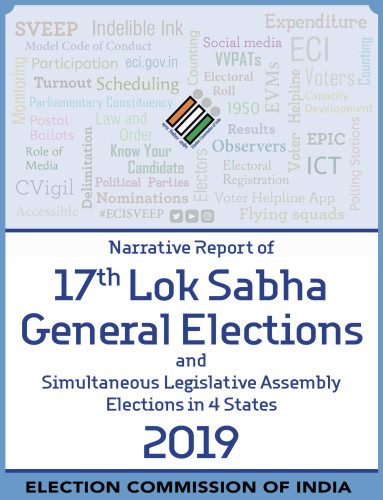 SVEEP Indelible Ink Expenditure
Model Code of Conduct Social media ECI
Participation eci.gov.in Counting VVPATs Voters Counting
Monitoring Turnout Scheduling Electoral Roll EVMs Helpline Capacity Development
Parliamentary Constituency 1950
Postal Ballots Law and Order Results Voter EPIC Polling Stations
Role of Media Delimitation Know Your Candidate Observers ICT
CVigil Political Parties Electors Electoral Registration
Accessible Nominations Voter Helpline App
#ECISVEEP Flying squads
Narrative Report of
17th Lok Sabha
General Elections
and
Simultaneous Legislative Assembly
Elections in 4 States
2019
ELECTION COMMISSION OF INDIA